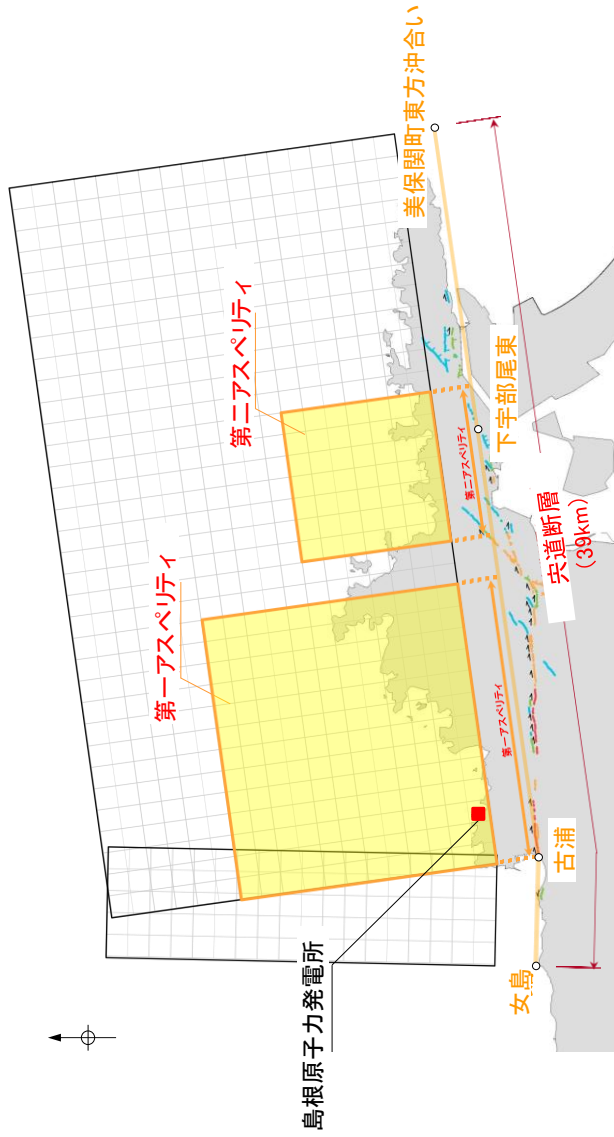 第二アスペリティ
美保関町東方沖合い
第一アスペリティ
第二アスペリティ
下宇部尾東
宍道断層
(39km)
第一アスペリティ
古浦
女島
島根原子力発電所